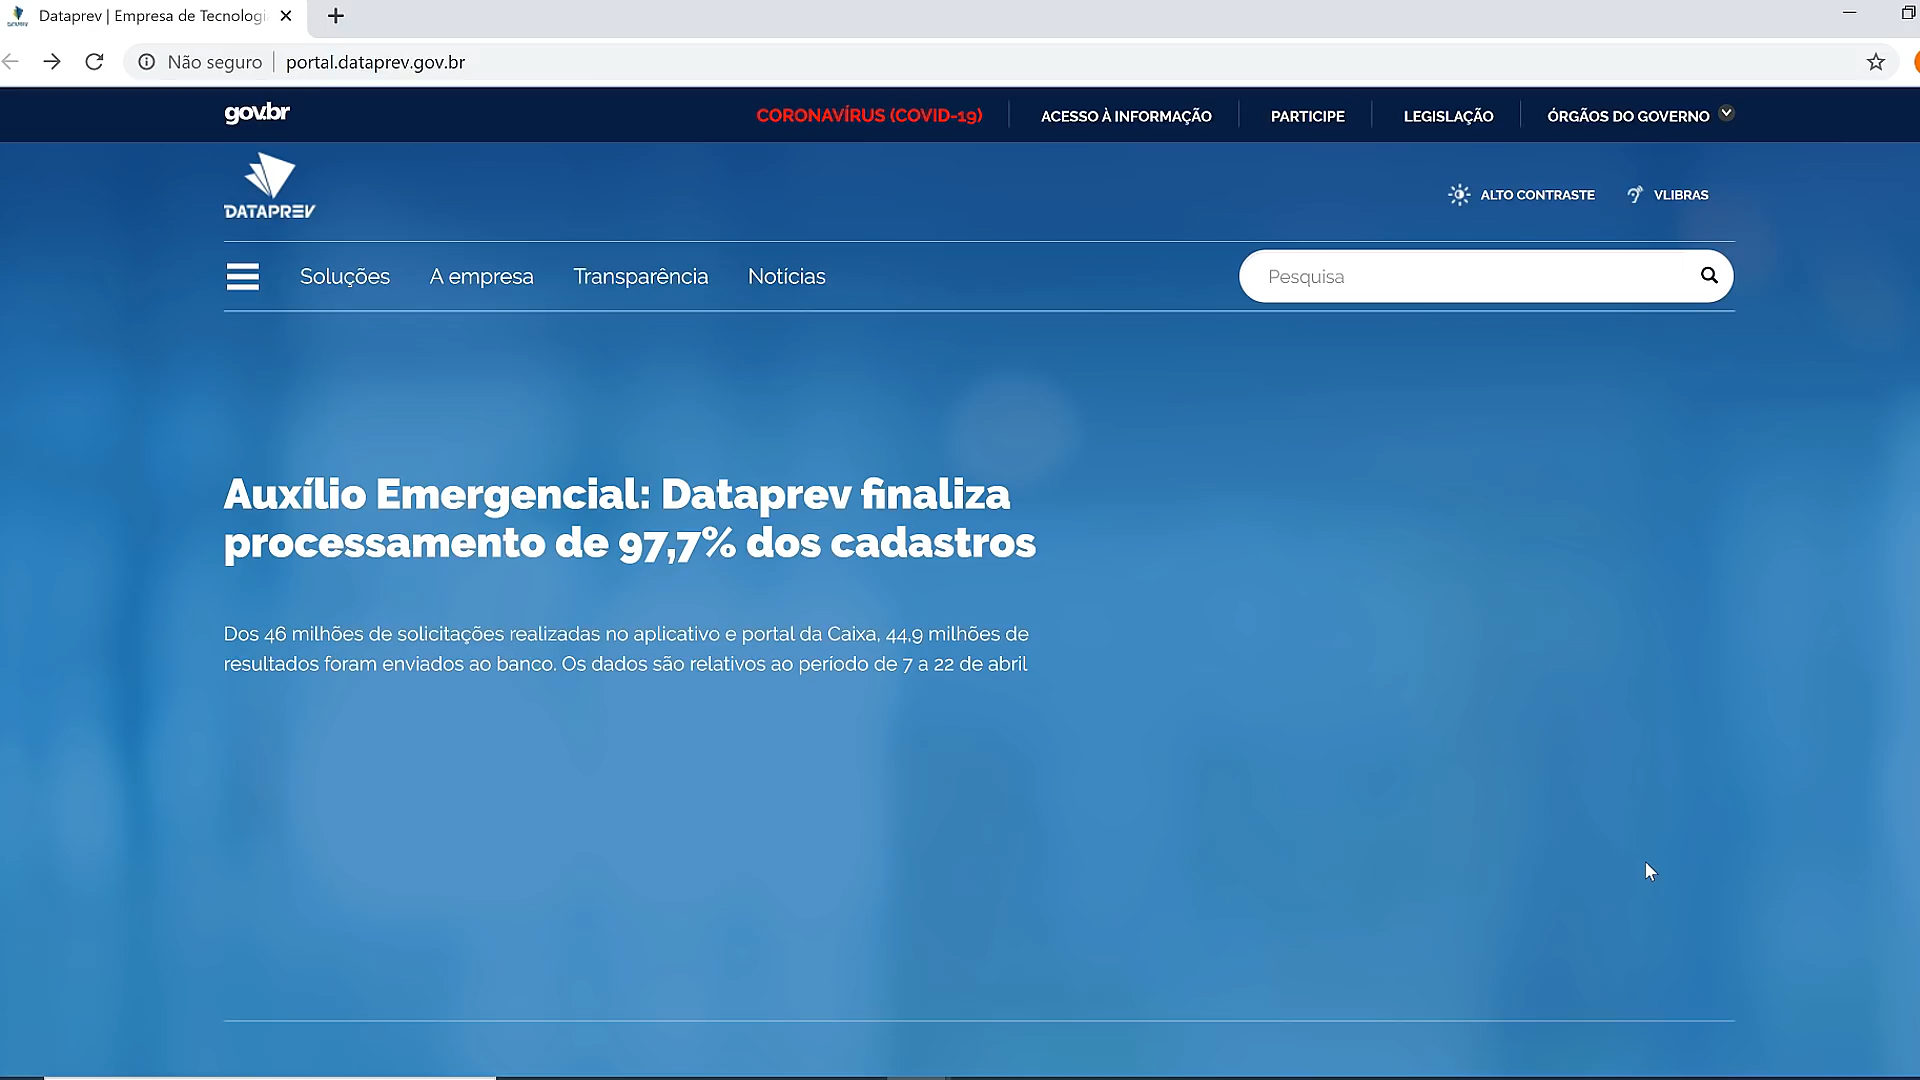 Dataprev | Empresa de Tecnologi
Não seguro
portal.dataprev.gov.br
gov.br
CORONAVÍRUS (COVID-19)
ACESSO À INFORMAÇÃO
PARTICIPE
LEGISLAÇÃO
ÓRGÃOS DO GOVERNO
DATAPREV
ALTO CONTRASTE
VLIBRAS
Soluções
A empresa
Transparência
Notícias
Pesquisa
Auxílio Emergencial: Dataprev finaliza
processamento de 97,7% dos cadastros
Dos 46 milhões de solicitações realizadas no aplicativo e portal da Caixa, 44,9 milhões de
resultados foram enviados ao banco. Os dados são relativos ao período de 7 a 22 de abril